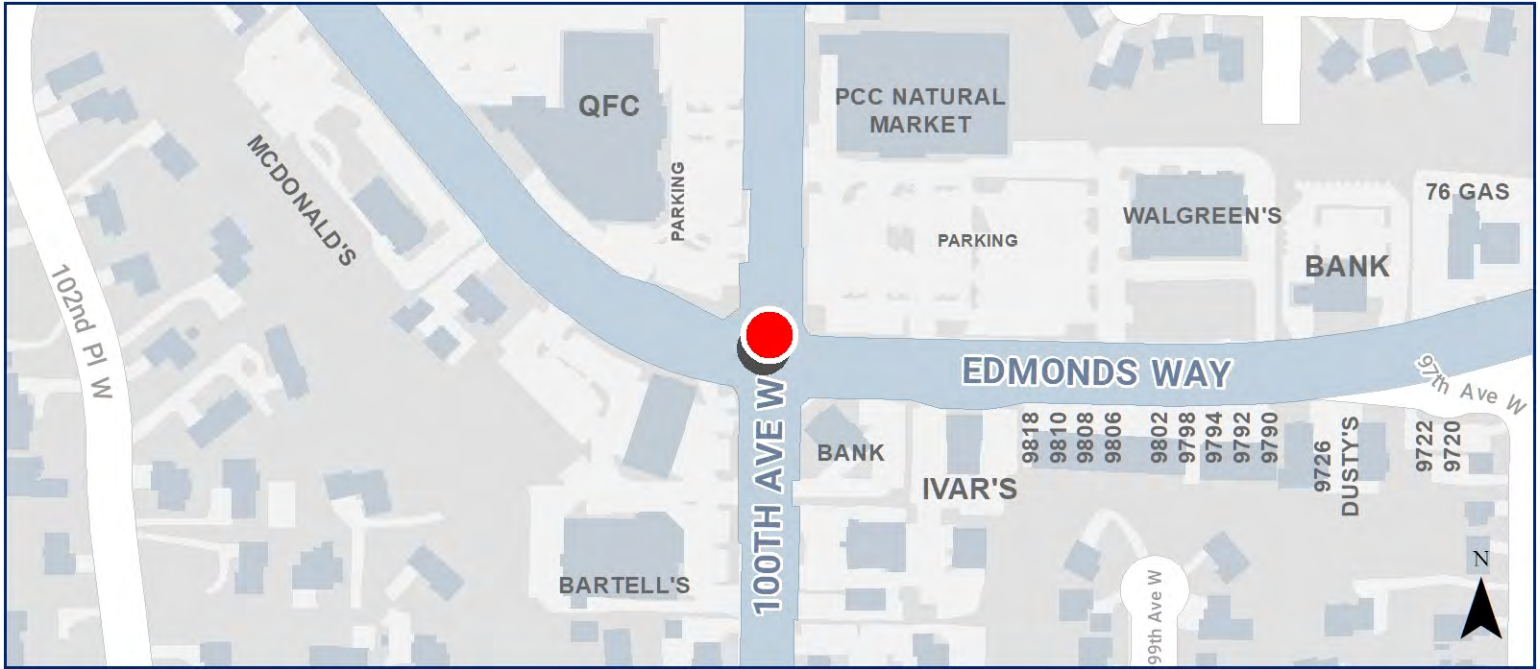 QFC
PCC NATURAL
MARKET
MCDONALD'S
PARKING
76 GAS
WALGREEN'S
PARKING
BANK
102nd Pl W
EDMONDS WAY
97th Ave W
100TH AVE W
BANK
IVAR'S
9818
9810
9808
9806
9802
9798
9794
9792
9790
9726
DUSTY'S
9722
9720
BARTELL'S
99th Ave W
N